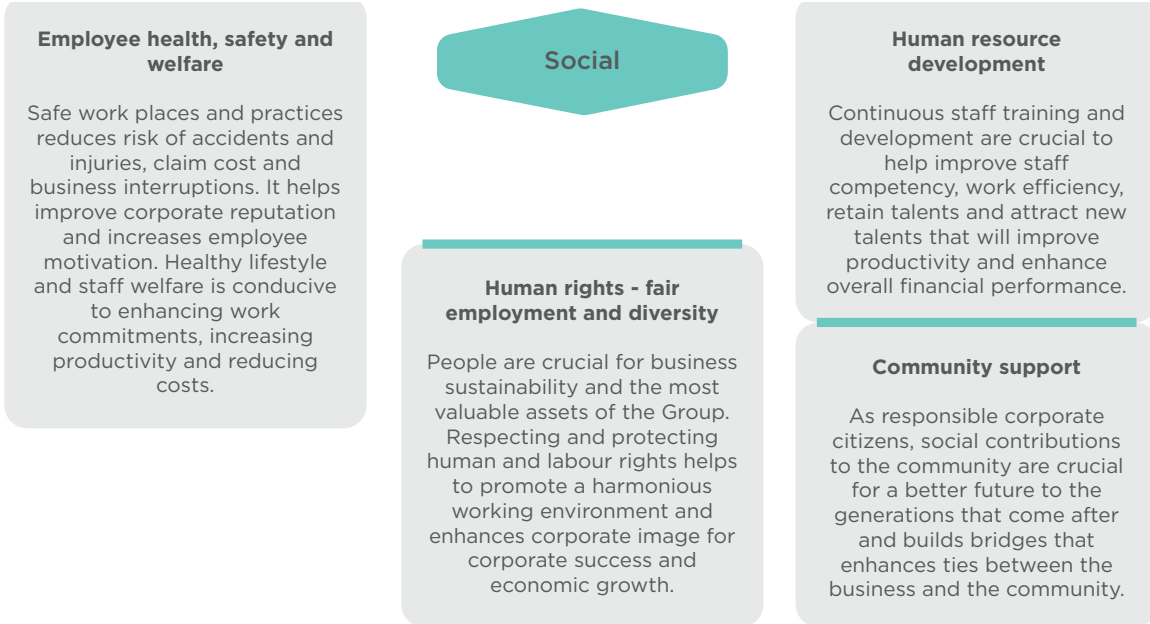 Employee health, safety and
welfare
Safe work places and practices
reduces risk of accidents and
injuries, claim cost and
business interruptions. It helps
improve corporate reputation
and increases employee
motivation. Healthy lifestyle
and staff welfare is conducive
to enhancing work
commitments, increasing
productivity and reducing
costs.
Social
Human rights - fair
employment and diversity
People are crucial for business
sustainability and the most
valuable assets of the Group.
Respecting and protecting
human and labour rights helps
to promote a harmonious
working environment and
enhances corporate image for
corporate success and
economic growth.
Human resource
development
Continuous staff training and
development are crucial to
help improve staff
competency, work efficiency,
retain talents and attract new
talents that will improve
productivity and enhance
overall financial performance.
Community support
As responsible corporate
citizens, social contributions
to the community are crucial
for a better future to the
generations that come after
and builds bridges that
enhances ties between the
business and the community.